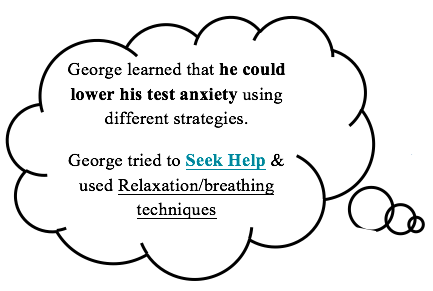 George learned that he could
lower his test anxiety using
different strategies.
George tried to Seek Help &
used Relaxation/breathing
techniques